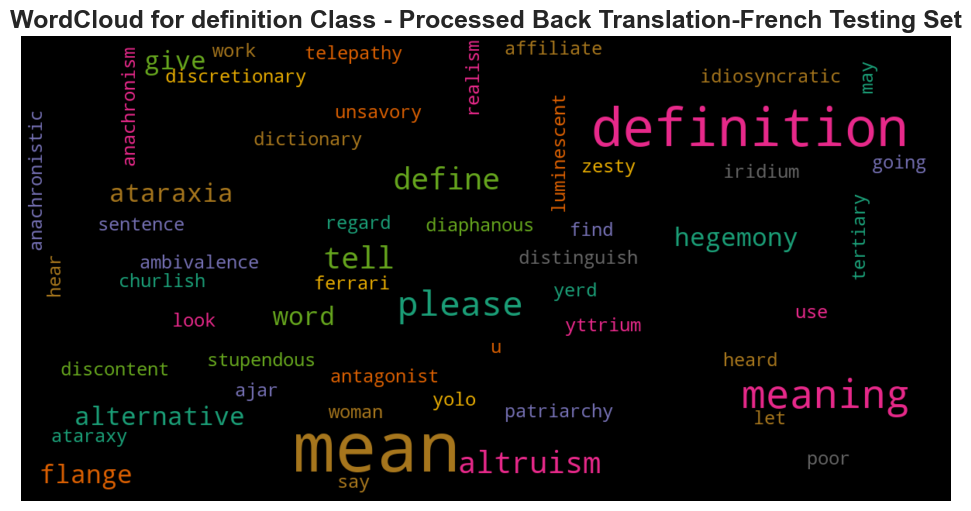 WordCloud for definition Class - Processed Back Translation-French Testing Set
give
work
telepathy
realism
affiliate
anachronism
discretionary
idiosyncratic
may
unsavory
luminescent
definition
anachronistic
dictionary
zesty
iridium
going
ataraxia
define
sentence
regard
diaphanous
find
hegemony
tertiary
hear
ambivalence
tell
distinguish
churlish
ferrari
please
yerd
look
word
yttrium
use
u
discontent
stupendous
antagonist
heard
ajar
yolo
meaning
alternative
woman
patriarchy
let
ataraxy
mean
altruism
poor
flange
say